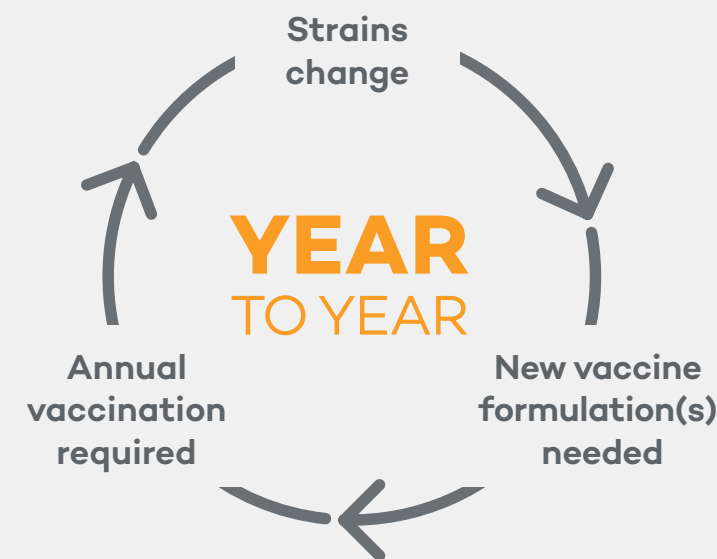 Strains
change
YEAR
TO YEAR
New vaccine
formulation(s)
needed
Annual
vaccination
required